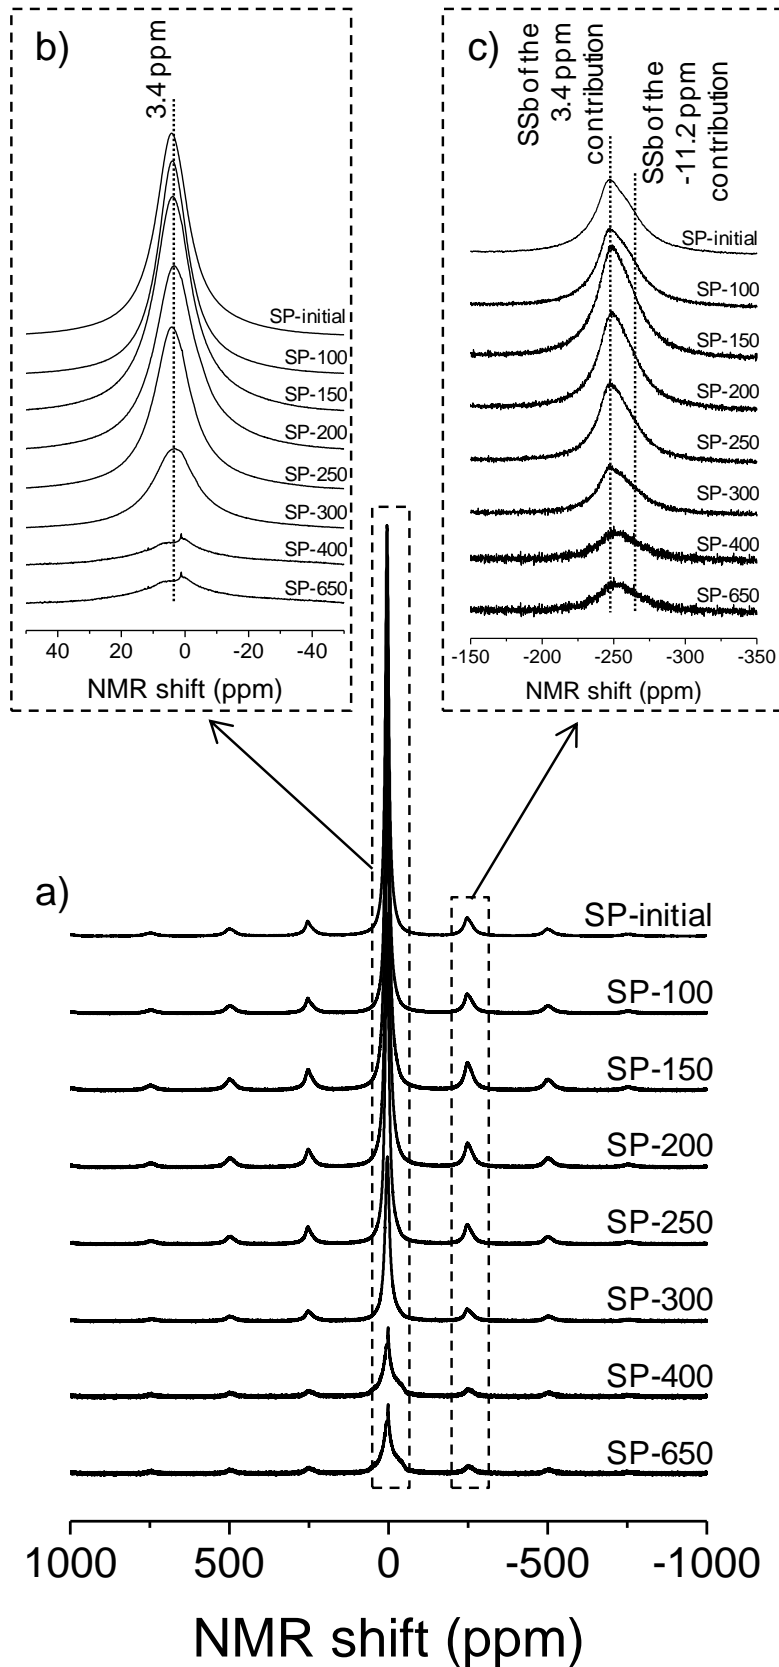 b)
3.4 ppm
SP-initial
SP-100
SP-150
SP-200
SP-250
SP-300
SP-400
SP-650
40 20 0 -20 -40
NMR shift (ppm)
c)
SSb of the
3.4 ppm
contribution
SSb of the
-11.2 ppm
contribution
SP-initial
SP-100
SP-150
SP-200
SP-250
SP-300
SP-400
SP-650
-150 -200 -250 -300 -350
NMR shift (ppm)
a)
SP-initial
SP-100
SP-150
SP-200
SP-250
SP-300
SP-400
SP-650
1000 500 0 -500 -1000
NMR shift (ppm)